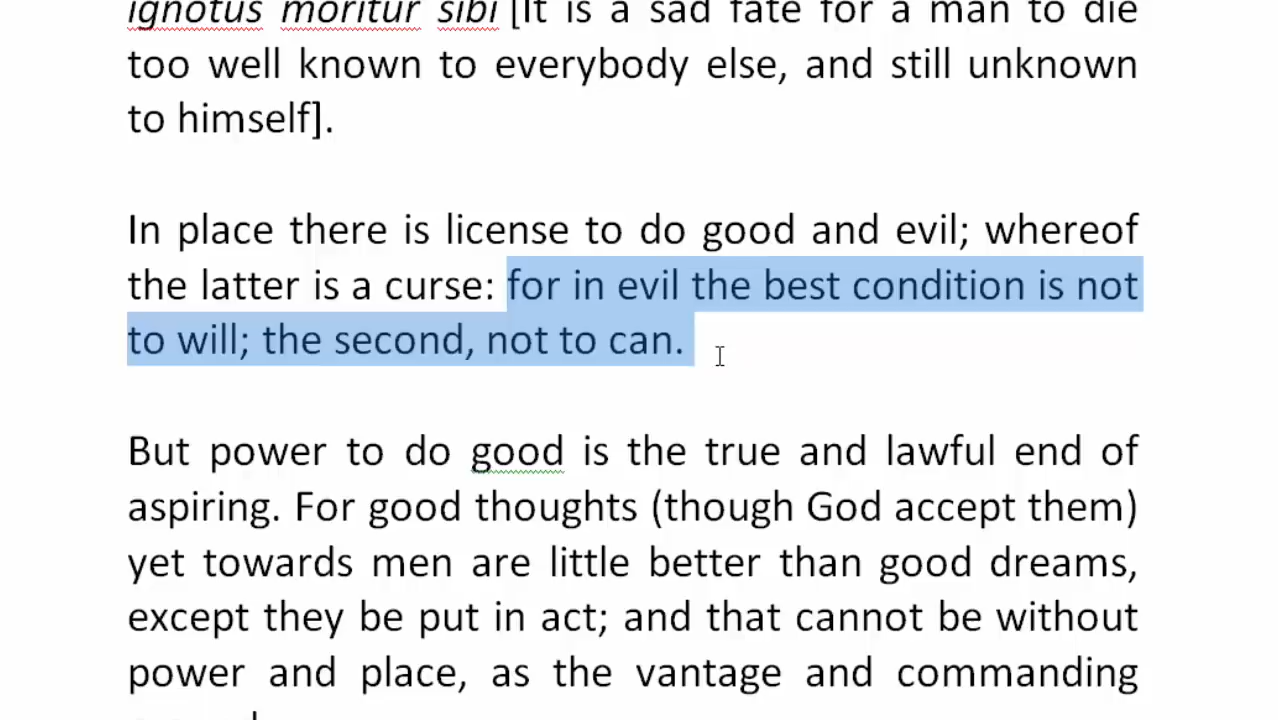 ignotus moritur sibi [It is a sad fate for a man to die
too well known to everybody else, and still unknown
to himself].
In place there is license to do good and evil; whereof
the latter is a curse: for in evil the best condition is not
to will; the second, not to can.
But power to do good is the true and lawful end of
aspiring. For good thoughts (though God accept them)
yet towards men are little better than good dreams,
except they be put in act; and that cannot be without
power and place, as the vantage and commanding